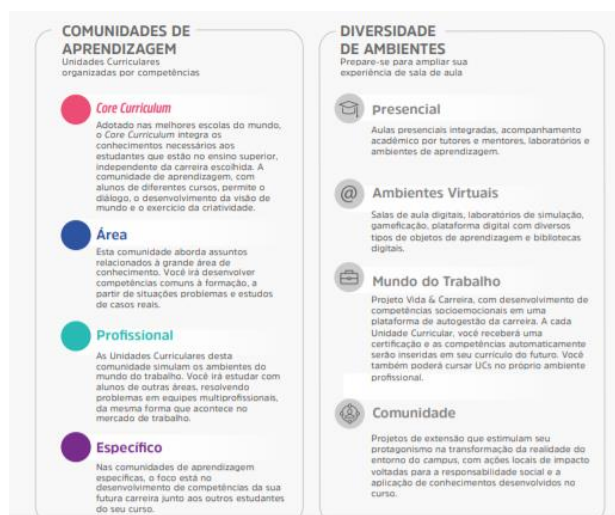 COMUNIDADES DE
APRENDIZAGEM
Unidades Curriculares
organizadas por competências
Core Curriculum
Adotado nas melhores escolas do mundo,
o Core Curriculum integra os
conhecimentos necessários aos
estudantes que estão no ensino superior,
independente da carreira escolhida. A
comunidade de aprendizagem, com
alunos de diferentes cursos, permite o
diálogo, o desenvolvimento da visão de
mundo e o exercício da criatividade.
Área
Esta comunidade aborda assuntos
relacionados à grande área de
conhecimento. Você irá desenvolver
competências comuns à formação, a
partir de situações problemas e estudos
de casos reais.
Profissional
As Unidades Curriculares desta
comunidade simulam os ambientes do
mundo do trabalho. Você irá estudar com
alunos de outras áreas, resolvendo
problemas em equipes multiprofissionais,
da mesma forma que acontece no
mercado de trabalho.
Específico
Nas comunidades de aprendizagem
específicas, o foco está no
desenvolvimento de competências da sua
futura carreira junto aos outros estudantes
do seu curso.
DIVERSIDADE
DE AMBIENTES
Prepare-se para ampliar sua
experiência de sala de aula
Presencial
Aulas presenciais integradas, acompanhamento
acadêmico por tutores e mentores, laboratórios e
ambientes de aprendizagem.
@
Ambientes Virtuais
Salas de aula digitais, laboratórios de simulação,
gameficação, plataforma digital com diversos
tipos de objetos de aprendizagem e bibliotecas
digitais.
Mundo do Trabalho
Projeto Vida & Carreira, com desenvolvimento de
competências socioemocionais em uma
plataforma de autogestão da carreira. A cada
Unidade Curricular, você receberá uma
certificação e as competências automaticamente
serão inseridas em seu currículo do futuro. Você
também poderá cursar UCs no próprio ambiente
profissional.
Comunidade
Projetos de extensão que estimulam seu
protagonismo na transformação da realidade do
entorno do campus, com ações locais de impacto
voltadas para a responsabilidade social e a
aplicação de conhecimentos desenvolvidos no
curso.